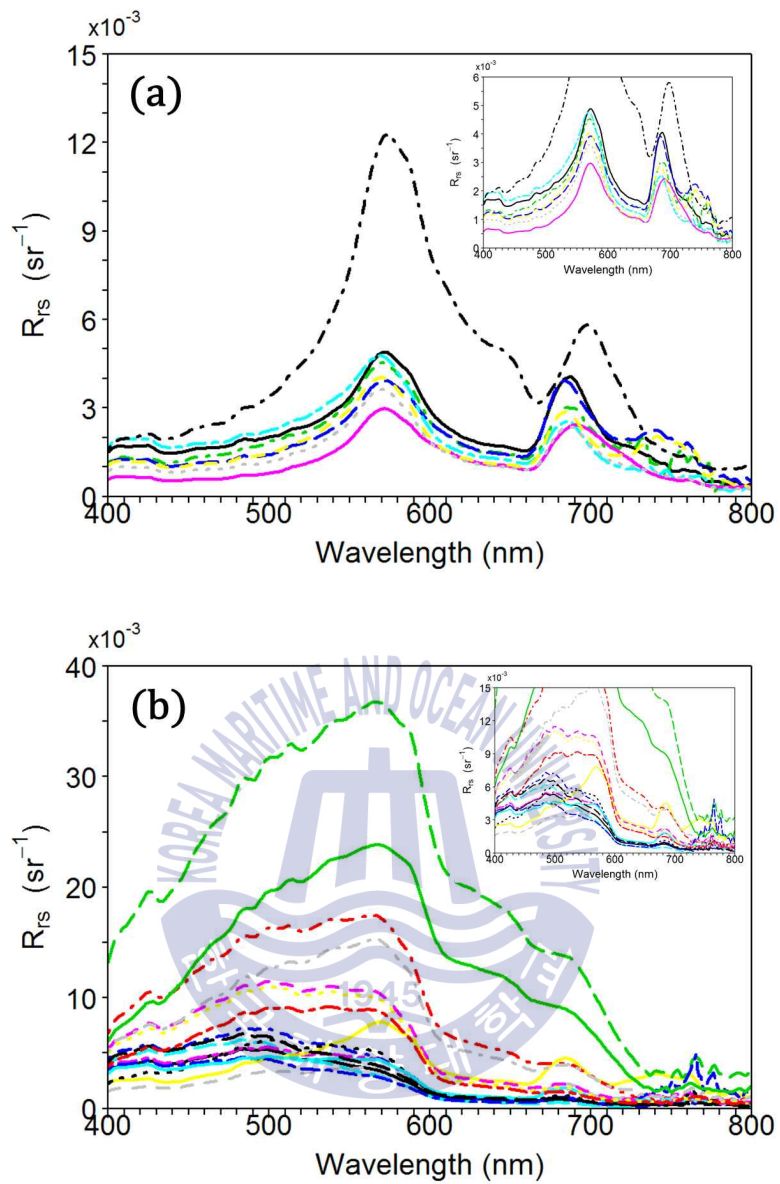 x10⁻³
15
(a)
12
9
6
3
0
Rrs (sr⁻¹)
400 500 600 700 800
Wavelength (nm)
x10⁻³
6
5
4
3
2
1
0
Rrs (sr⁻¹)
400 500 600 700 800
Wavelength (nm)
x10⁻³
40
(b)
30
20
10
0
Rrs (sr⁻¹)
400 500 600 700 800
Wavelength (nm)
x10⁻³
15
12
9
6
3
0
Rrs (sr⁻¹)
400 500 600 700 800
Wavelength (nm)
KOREA MARITIME AND OCEAN UNIVERSITY
1945